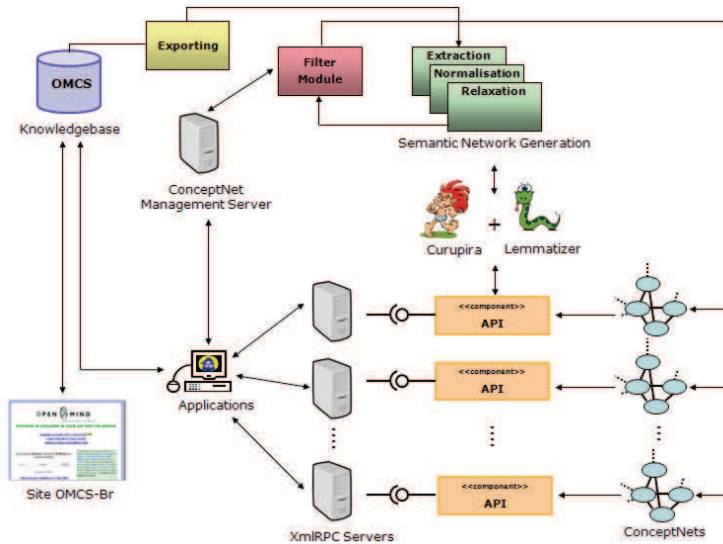 Exporting
OMCS
Knowledgebase
Filter
Module
Extraction
Normalisation
Relaxation
Semantic Network Generation
ConceptNet
Management Server
Curupira
+
Lemmatizer
<<component>>
API
<<component>>
API
Applications
OPEN MIND
<<component>>
API
Site OMCS-Br
XmlRPC Servers
ConceptNets